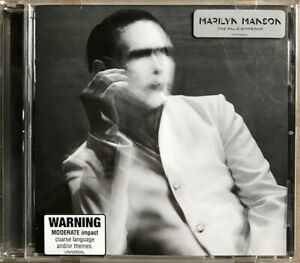 MARILYN MANSON
THE PALE EMPEROR
WARNING
MODERATE impact
coarse language
and/or themes.
UNIVERSAL